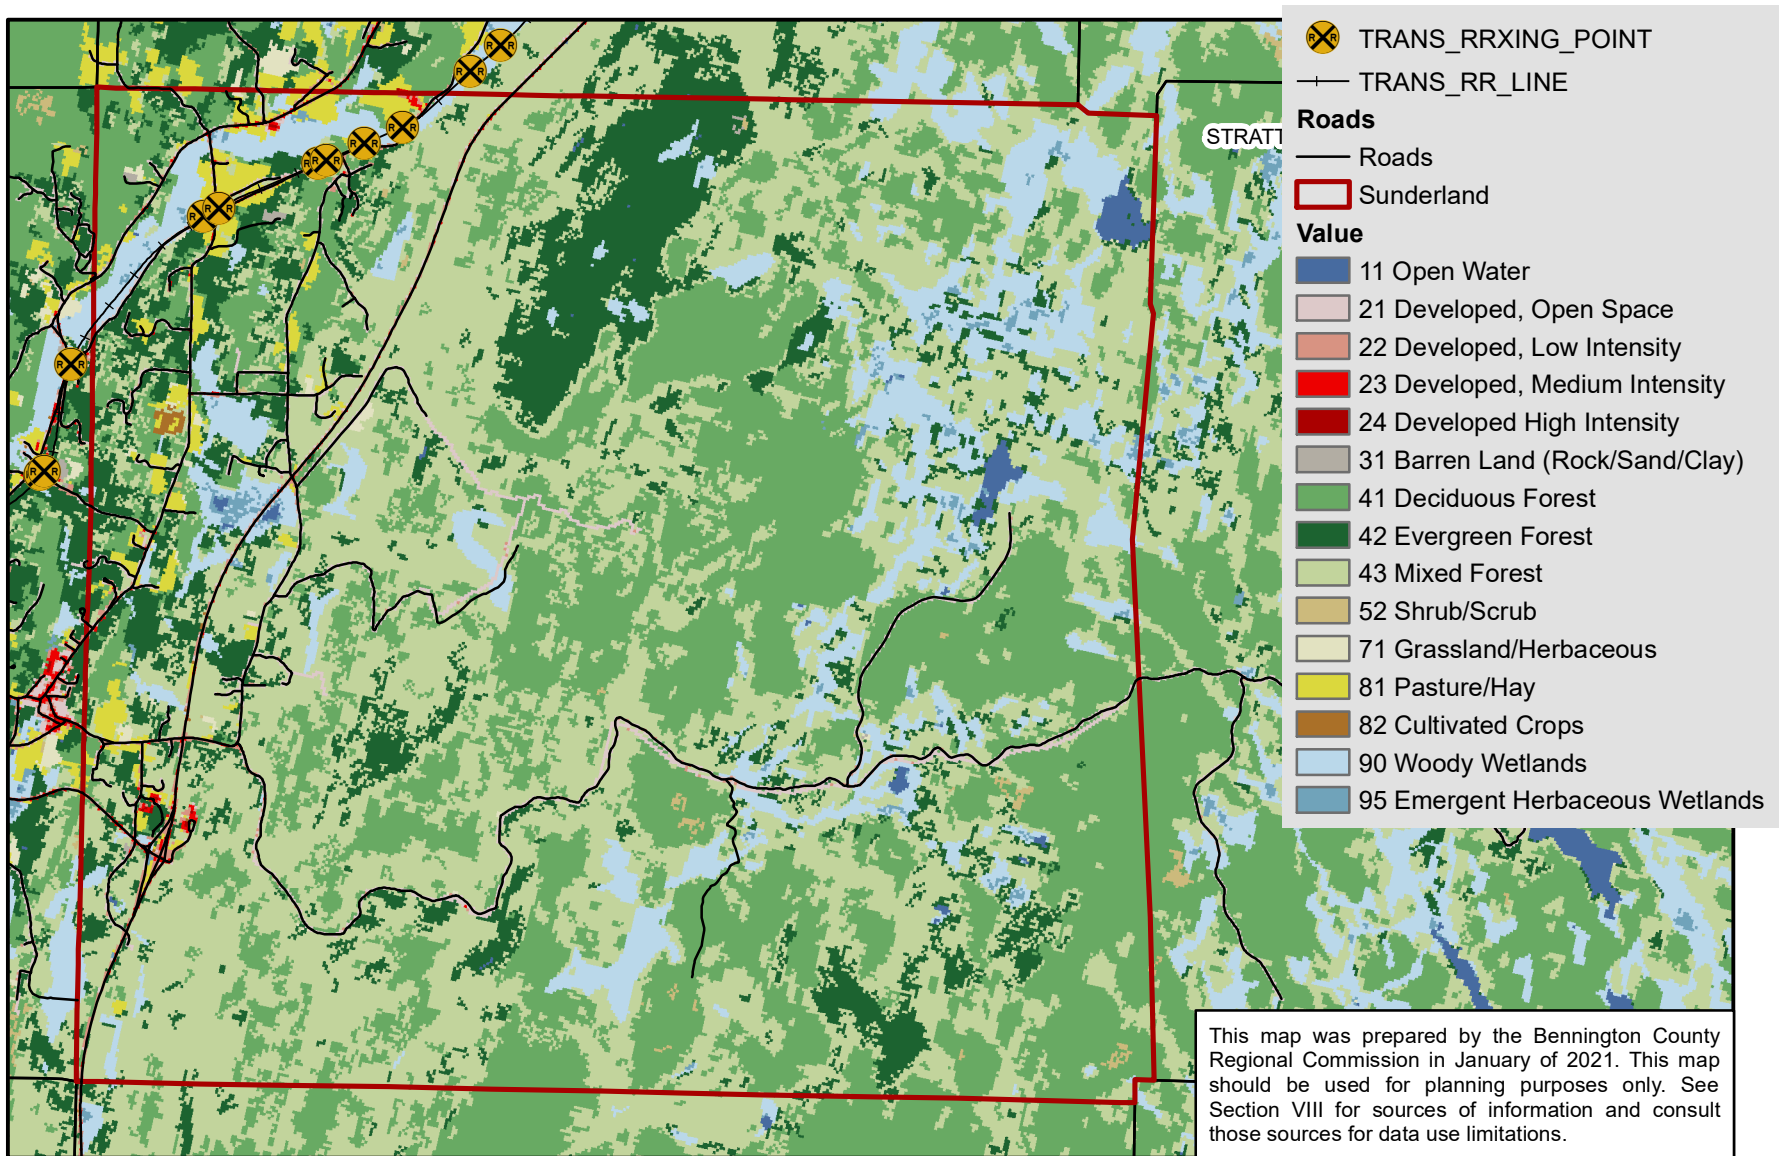 TRANS_RRXING_POINT
TRANS_RR_LINE
Roads
Roads
Sunderland
Value
11 Open Water
21 Developed, Open Space
22 Developed, Low Intensity
23 Developed, Medium Intensity
24 Developed High Intensity
31 Barren Land (Rock/Sand/Clay)
41 Deciduous Forest
42 Evergreen Forest
43 Mixed Forest
52 Shrub/Scrub
71 Grassland/Herbaceous
81 Pasture/Hay
82 Cultivated Crops
90 Woody Wetlands
95 Emergent Herbaceous Wetlands
STRATT
This map was prepared by the Bennington County
Regional Commission in January of 2021. This map
should be used for planning purposes only. See
Section VIII for sources of information and consult
those sources for data use limitations.